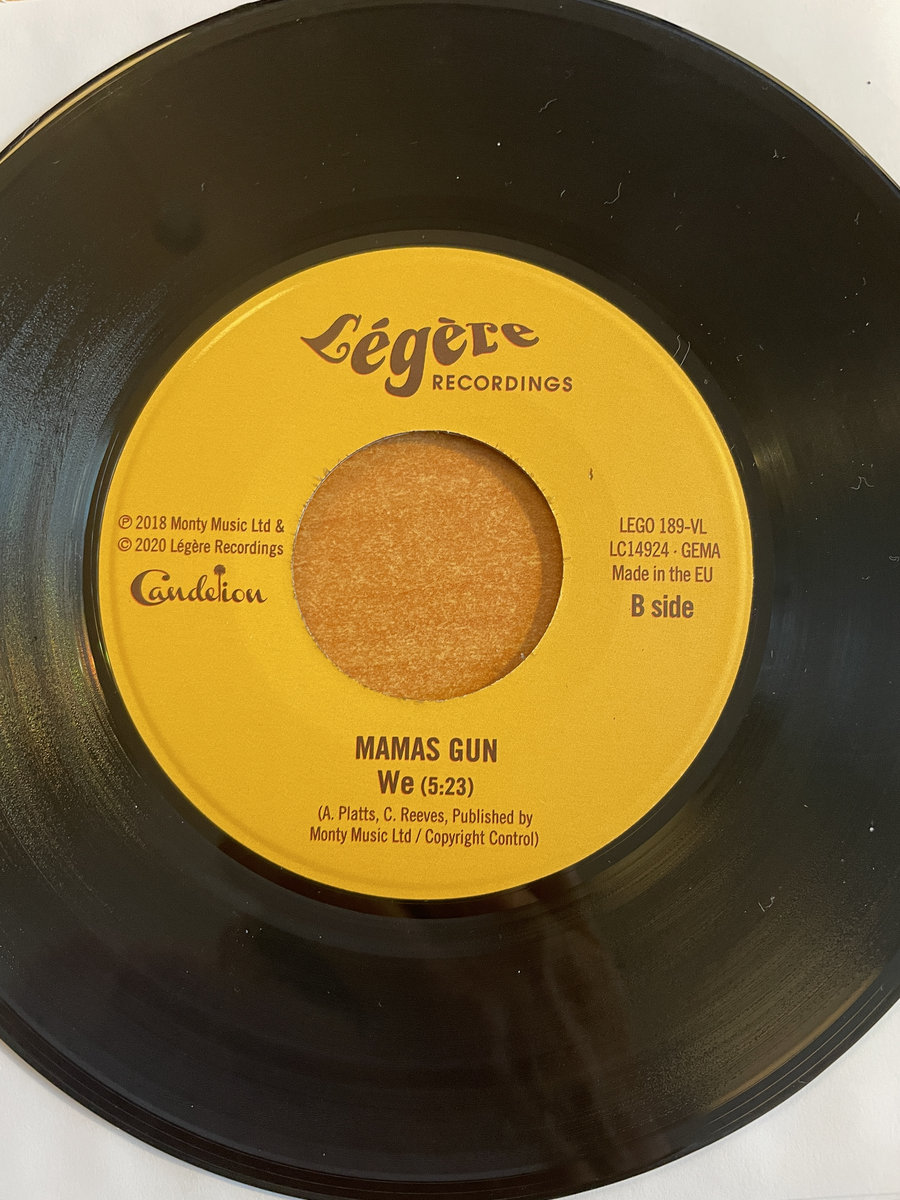 Légère
RECORDINGS
℗ 2018 Monty Music Ltd &
© 2020 Légère Recordings
Candelion
LEGO 189-VL
LC14924 · GEMA
Made in the EU
B side
MAMAS GUN
We (5:23)
(A. Platts, C. Reeves, Published by
Monty Music Ltd / Copyright Control)